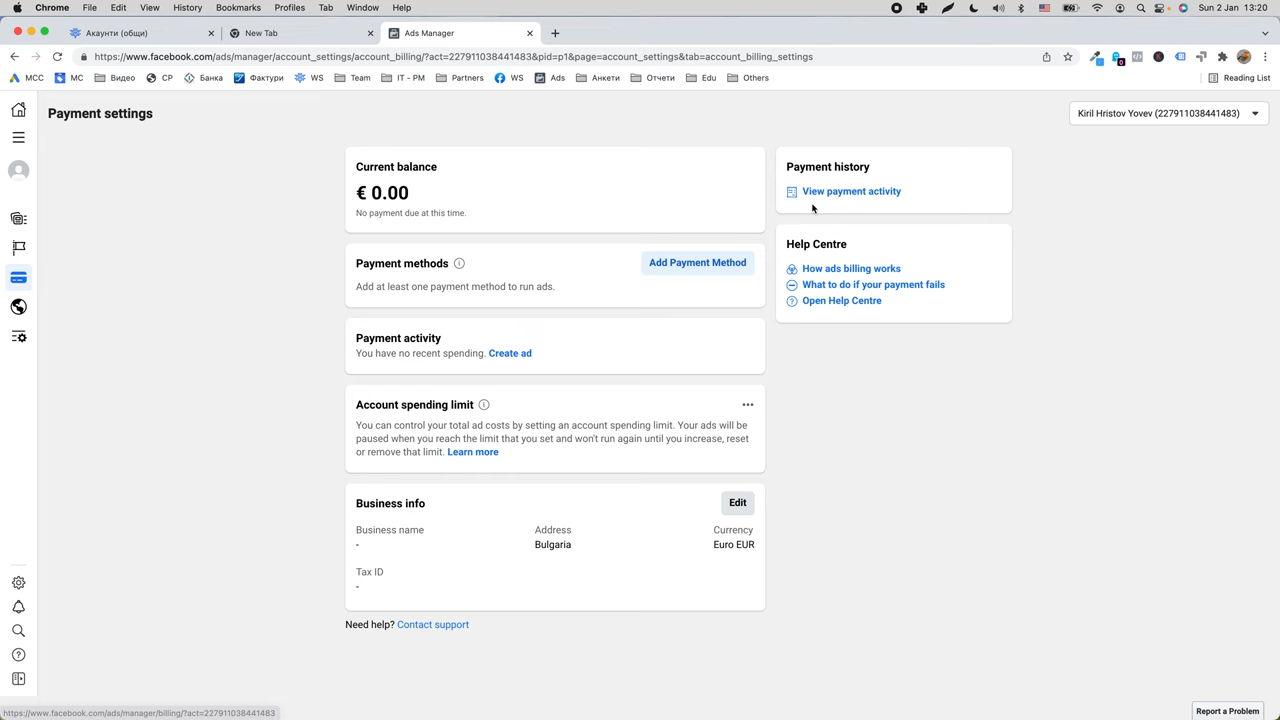 Chrome File Edit View History Bookmarks Profiles Tab Window Help Sun 2 Jan 13:20
Акаунти (общи) New Tab Ads Manager
www.facebook.com/ads/manager/account_settings/account_billing/?act=227911038441483&pid=p1&page=account_settings&tab=account_billing_settings
MCC МС Видео CP Банка Фактури WS Team IT - PM Partners WS Ads Анкети Отчети Edu Others Reading List
Payment settings
Kiril Hristov Yovev (227911038441483)
Current balance
€ 0.00
No payment due at this time.
Payment history
View payment activity
Payment methods
Add Payment Method
Add at least one payment method to run ads.
Help Centre
How ads billing works
What to do if your payment fails
Open Help Centre
Payment activity
You have no recent spending. Create ad
Account spending limit
You can control your total ad costs by setting an account spending limit. Your ads will be
paused when you reach the limit that you set and won't run again until you increase, reset
or remove that limit. Learn more
Business info
Edit
Business name Address Currency
- Bulgaria Euro EUR
Tax ID
-
Need help? Contact support
https://www.facebook.com/ads/manager/billing/?act=227911038441483
Report a Problem